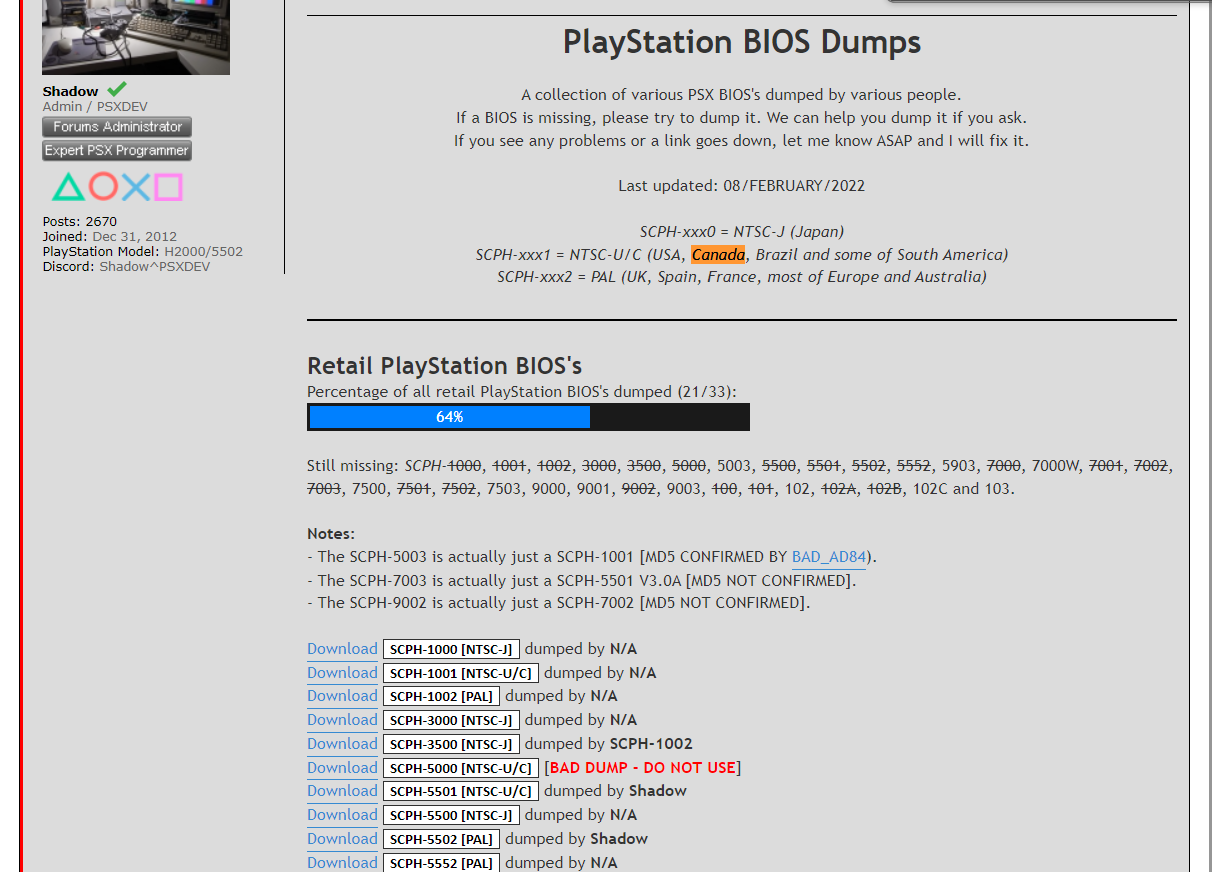 Shadow
Admin / PSXDEV
Forums Administrator
Expert PSX Programmer
Posts: 2670
Joined: Dec 31, 2012
PlayStation Model: H2000/5502
Discord: Shadow^PSXDEV
PlayStation BIOS Dumps
A collection of various PSX BIOS's dumped by various people.
If a BIOS is missing, please try to dump it. We can help you dump it if you ask.
If you see any problems or a link goes down, let me know ASAP and I will fix it.
Last updated: 08/FEBRUARY/2022
SCPH-xxx0 = NTSC-J (Japan)
SCPH-xxx1 = NTSC-U/C (USA, Canada, Brazil and some of South America)
SCPH-xxx2 = PAL (UK, Spain, France, most of Europe and Australia)
Retail PlayStation BIOS's
Percentage of all retail PlayStation BIOS's dumped (21/33):
64%
Still missing: SCPH-1000, 1001, 1002, 3000, 3500, 5000, 5003, 5500, 5501, 5502, 5552, 5903, 7000, 7000W, 7001, 7002,
7003, 7500, 7501, 7502, 7503, 9000, 9001, 9002, 9003, 100, 101, 102, 102A, 102B, 102C and 103.
Notes:
- The SCPH-5003 is actually just a SCPH-1001 [MD5 CONFIRMED BY BAD_AD84).
- The SCPH-7003 is actually just a SCPH-5501 V3.0A [MD5 NOT CONFIRMED].
- The SCPH-9002 is actually just a SCPH-7002 [MD5 NOT CONFIRMED].
Download SCPH-1000 [NTSC-J] dumped by N/A
Download SCPH-1001 [NTSC-U/C] dumped by N/A
Download SCPH-1002 [PAL] dumped by N/A
Download SCPH-3000 [NTSC-J] dumped by N/A
Download SCPH-3500 [NTSC-J] dumped by SCPH-1002
Download SCPH-5000 [NTSC-U/C] [BAD DUMP - DO NOT USE]
Download SCPH-5501 [NTSC-U/C] dumped by Shadow
Download SCPH-5500 [NTSC-J] dumped by N/A
Download SCPH-5502 [PAL] dumped by Shadow
Download SCPH-5552 [PAL] dumped by N/A